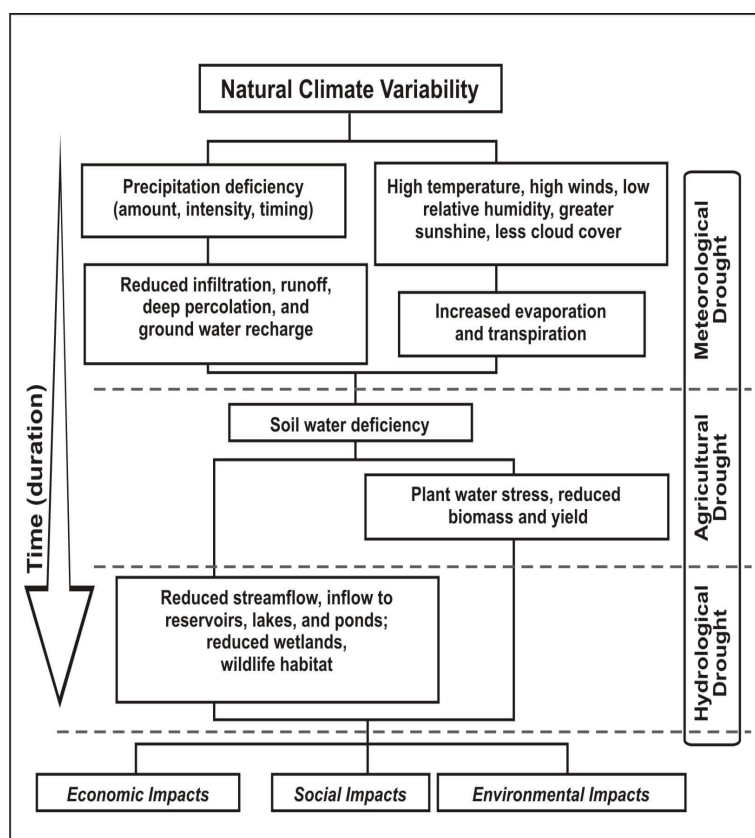 Natural Climate Variability
Precipitation deficiency
(amount, intensity, timing)
High temperature, high winds, low
relative humidity, greater
sunshine, less cloud cover
Reduced infiltration, runoff,
deep percolation, and
ground water recharge
Increased evaporation
and transpiration
Meteorological
Drought
Time (duration)
Soil water deficiency
Plant water stress, reduced
biomass and yield
Agricultural
Drought
Reduced streamflow, inflow to
reservoirs, lakes, and ponds;
reduced wetlands,
wildlife habitat
Hydrological
Drought
Economic Impacts
Social Impacts
Environmental Impacts